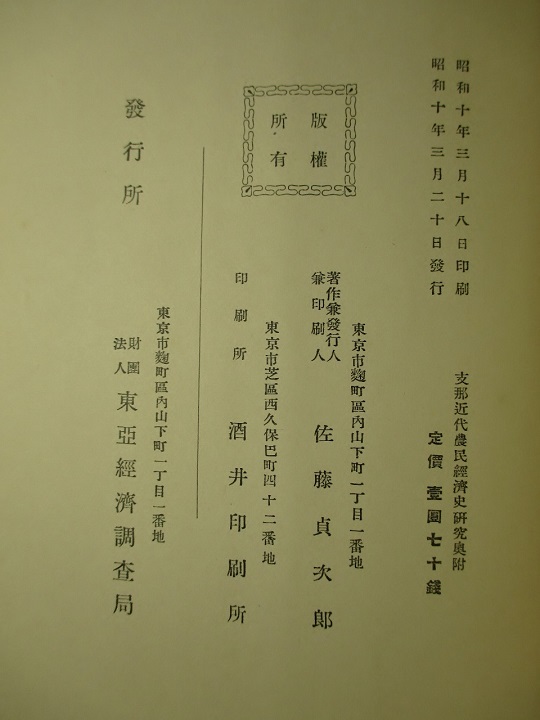 昭和十年三月十八日印刷
昭和十年三月二十日發行
支那近代農民經濟史硏究奧附
定價 壹圓七十錢
版權
所有
東京市麴町區內山下町一丁目一番地
著作兼發行人
兼印刷人
佐藤貞次郎
東京市芝區西久保巴町四十二番地
印刷所 酒井印刷所
東京市麴町區內山下町一丁目一番地
發行所
財團
法人
東亞經濟調查局